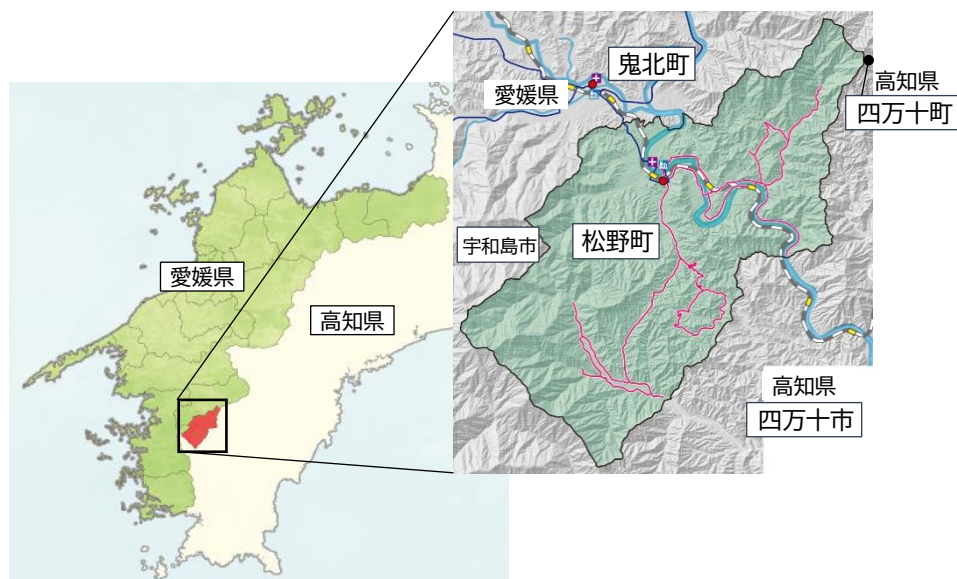 愛媛県
高知県
鬼北町
愛媛県
高知県
四万十町
宇和島市
松野町
高知県
四万十市